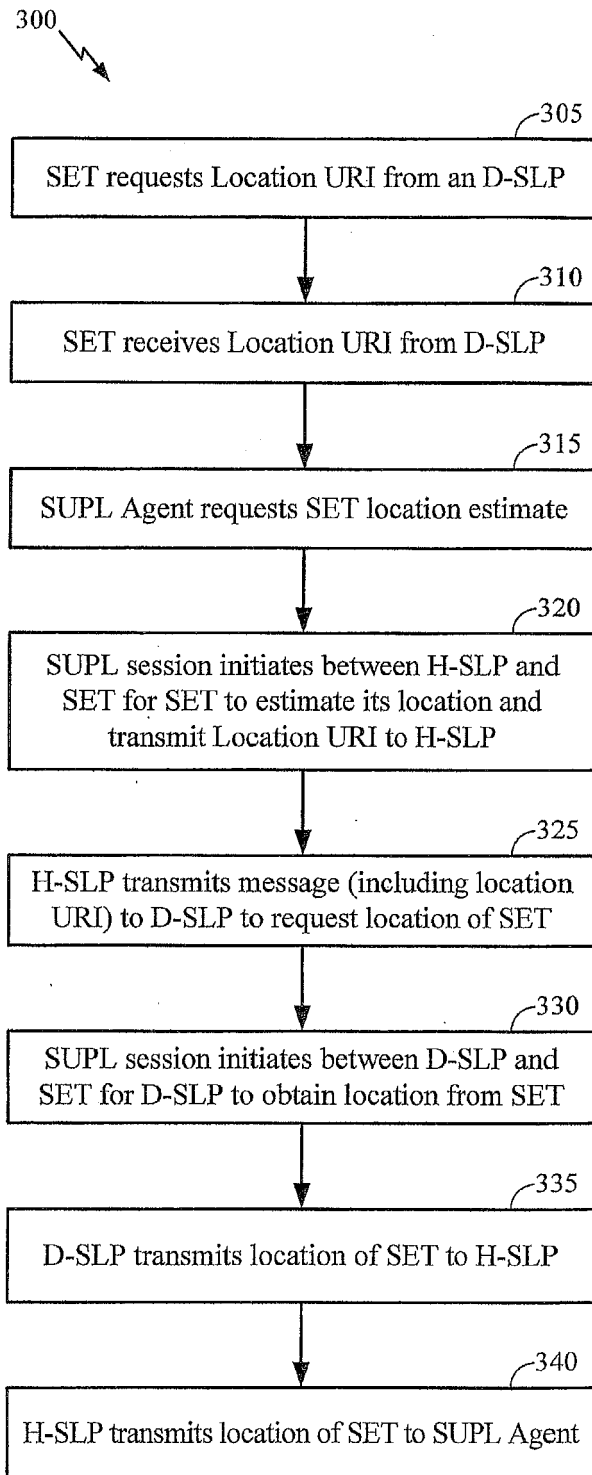 300
305
SET requests Location URI from an D-SLP
310
SET receives Location URI from D-SLP
315
SUPL Agent requests SET location estimate
320
SUPL session initiates between H-SLP and
SET for SET to estimate its location and
transmit Location URI to H-SLP
325
H-SLP transmits message (including location
URI) to D-SLP to request location of SET
330
SUPL session initiates between D-SLP and
SET for D-SLP to obtain location from SET
335
D-SLP transmits location of SET to H-SLP
340
H-SLP transmits location of SET to SUPL Agent